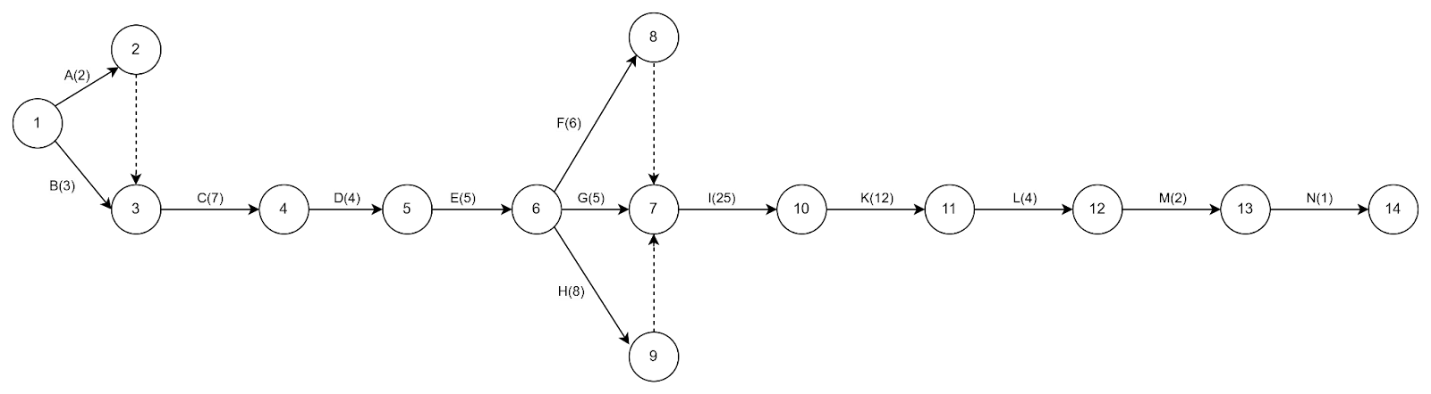 8
2
A(2)
1
F(6)
B(3)
3
C(7)
4
D(4)
5
E(5)
6
G(5)
7
I(25)
10
K(12)
11
L(4)
12
M(2)
13
N(1)
14
H(8)
9